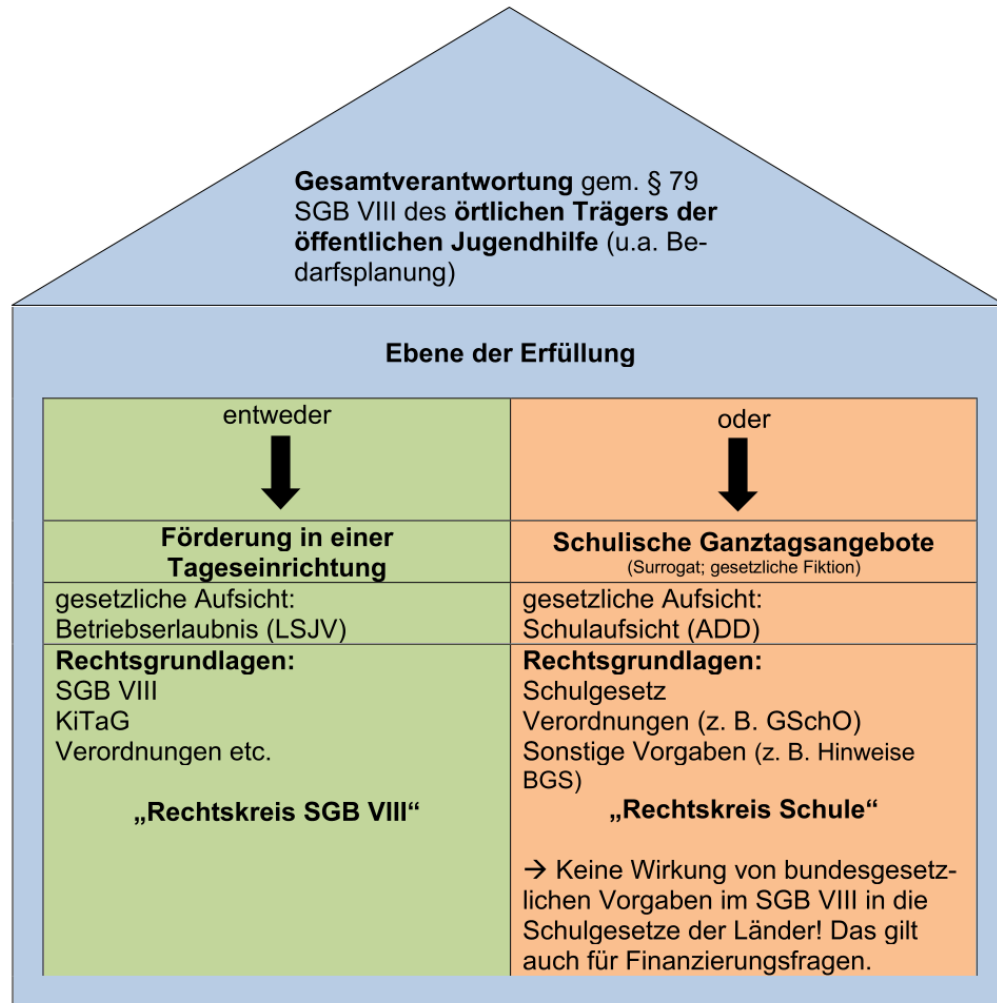 Gesamtverantwortung gem. § 79
SGB VIII des örtlichen Trägers der
öffentlichen Jugendhilfe (u.a. Be-
darfsplanung)
Ebene der Erfüllung
entweder
Förderung in einer
Tageseinrichtung
gesetzliche Aufsicht:
Betriebserlaubnis (LSJV)
Rechtsgrundlagen:
SGB VIII
KiTaG
Verordnungen etc.
„Rechtskreis SGB VIII“
oder
Schulische Ganztagsangebote
(Surrogat; gesetzliche Fiktion)
gesetzliche Aufsicht:
Schulaufsicht (ADD)
Rechtsgrundlagen:
Schulgesetz
Verordnungen (z. B. GSchO)
Sonstige Vorgaben (z. B. Hinweise
BGS)
„Rechtskreis Schule“
→ Keine Wirkung von bundesgesetz-
lichen Vorgaben im SGB VIII in die
Schulgesetze der Länder! Das gilt
auch für Finanzierungsfragen.